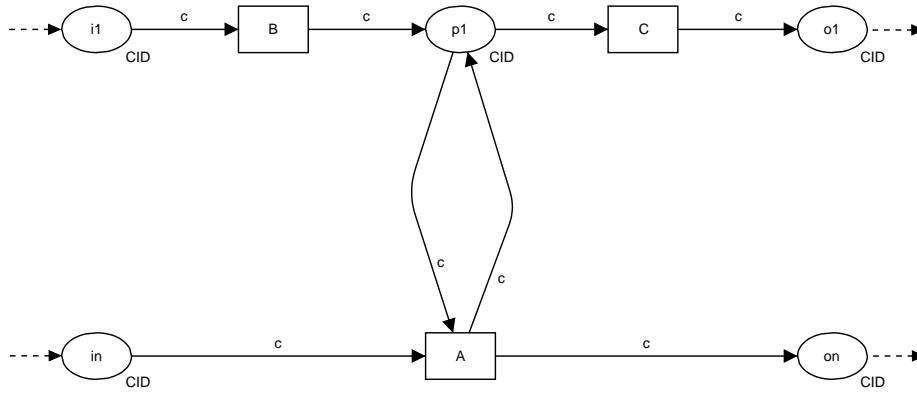 c c c c
i1 B p1 C o1
CID CID CID
c
c
c c
in A on
CID CID